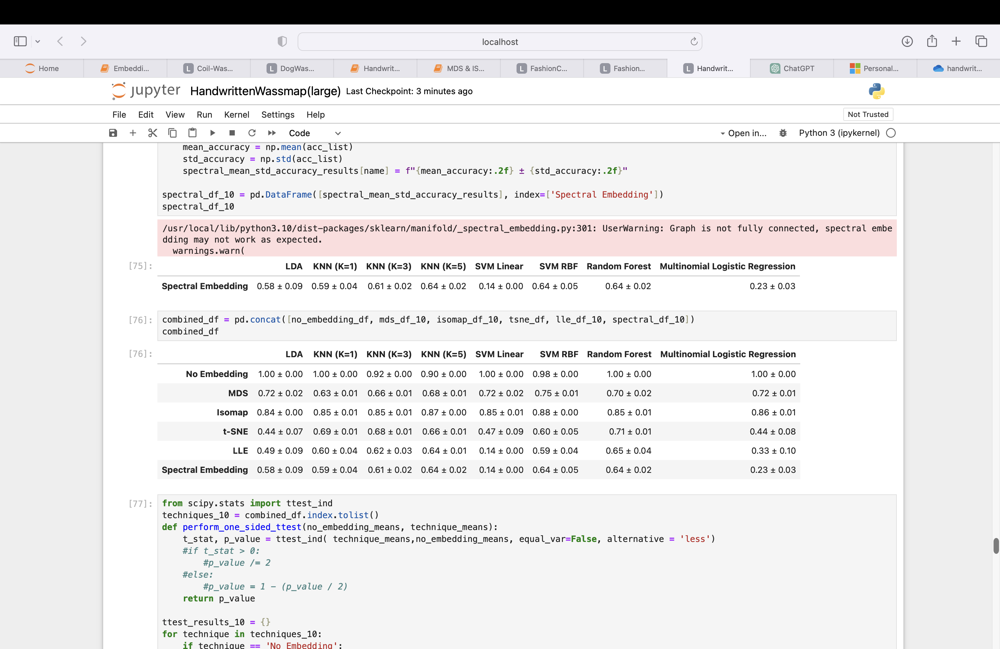 localhost
Home
Embeddi...
Coil-Was...
DogWas...
Handwrit...
MDS & IS...
FashionC...
Fashion...
Handwrit...
ChatGPT
Personal...
handwrit...
jupyter HandwrittenWassmap(large) Last Checkpoint: 3 minutes ago
File Edit View Run Kernel Settings Help Not Trusted
Code Open in... Python 3 (ipykernel)
mean_accuracy = np.mean(acc_list)
std_accuracy = np.std(acc_list)
spectral_mean_std_accuracy_results[name] = f"{mean_accuracy:.2f} ± {std_accuracy:.2f}"
spectral_df_10 = pd.DataFrame([spectral_mean_std_accuracy_results], index=['Spectral Embedding'])
spectral_df_10
/usr/local/lib/python3.10/dist-packages/sklearn/manifold/_spectral_embedding.py:301: UserWarning: Graph is not fully connected, spectral embe
dding may not work as expected.
warnings.warn(
[75]: LDA KNN (K=1) KNN (K=3) KNN (K=5) SVM Linear SVM RBF Random Forest Multinomial Logistic Regression
Spectral Embedding 0.58 ± 0.09 0.59 ± 0.04 0.61 ± 0.02 0.64 ± 0.02 0.14 ± 0.00 0.64 ± 0.05 0.64 ± 0.02 0.23 ± 0.03
[76]: combined_df = pd.concat([no_embedding_df, mds_df_10, isomap_df_10, tsne_df, lle_df_10, spectral_df_10])
combined_df
[76]: LDA KNN (K=1) KNN (K=3) KNN (K=5) SVM Linear SVM RBF Random Forest Multinomial Logistic Regression
No Embedding 1.00 ± 0.00 1.00 ± 0.00 0.92 ± 0.00 0.90 ± 0.00 1.00 ± 0.00 0.98 ± 0.00 1.00 ± 0.00 1.00 ± 0.00
MDS 0.72 ± 0.02 0.63 ± 0.01 0.66 ± 0.01 0.68 ± 0.01 0.72 ± 0.02 0.75 ± 0.01 0.70 ± 0.02 0.72 ± 0.01
Isomap 0.84 ± 0.00 0.85 ± 0.01 0.85 ± 0.01 0.87 ± 0.00 0.85 ± 0.01 0.88 ± 0.00 0.85 ± 0.01 0.86 ± 0.01
t-SNE 0.44 ± 0.07 0.69 ± 0.01 0.68 ± 0.01 0.66 ± 0.01 0.47 ± 0.09 0.60 ± 0.05 0.71 ± 0.01 0.44 ± 0.08
LLE 0.49 ± 0.09 0.60 ± 0.04 0.62 ± 0.03 0.64 ± 0.01 0.14 ± 0.00 0.59 ± 0.04 0.65 ± 0.04 0.33 ± 0.10
Spectral Embedding 0.58 ± 0.09 0.59 ± 0.04 0.61 ± 0.02 0.64 ± 0.02 0.14 ± 0.00 0.64 ± 0.05 0.64 ± 0.02 0.23 ± 0.03
[77]: from scipy.stats import ttest_ind
techniques_10 = combined_df.index.tolist()
def perform_one_sided_ttest(no_embedding_means, technique_means):
t_stat, p_value = ttest_ind( technique_means,no_embedding_means, equal_var=False, alternative = 'less')
#if t_stat > 0:
#p_value /= 2
#else:
#p_value = 1 - (p_value / 2)
return p_value
ttest_results_10 = {}
for technique in techniques_10:
if technique == 'No Embedding':